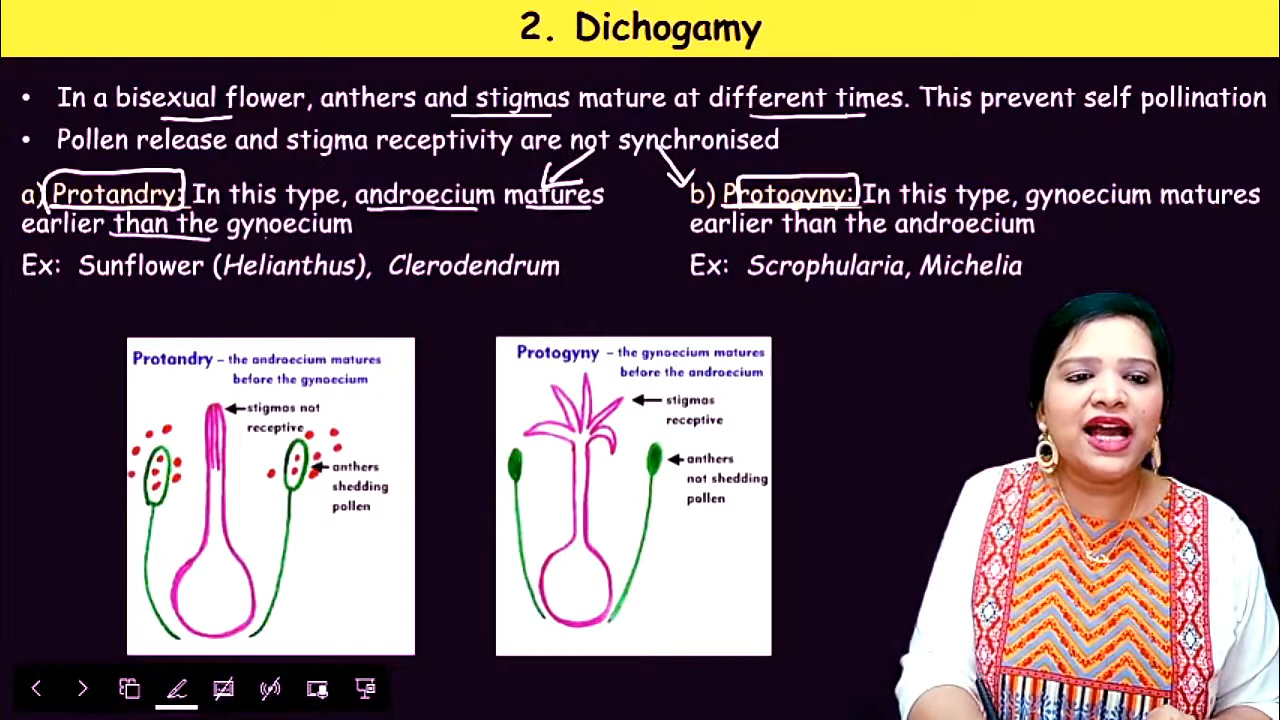 2. Dichogamy
• In a bisexual flower, anthers and stigmas mature at different times. This prevent self pollination
• Pollen release and stigma receptivity are not synchronised
a) Protandry: In this type, androecium matures
earlier than the gynoecium
Ex: Sunflower (Helianthus), Clerodendrum
b) Protogyny: In this type, gynoecium matures
earlier than the androecium
Ex: Scrophularia, Michelia
Protandry – the androecium matures
before the gynoecium
stigmas not
receptive
anthers
shedding
pollen
Protogyny – the gynoecium matures
before the androecium
stigmas
receptive
anthers
not shedding
pollen